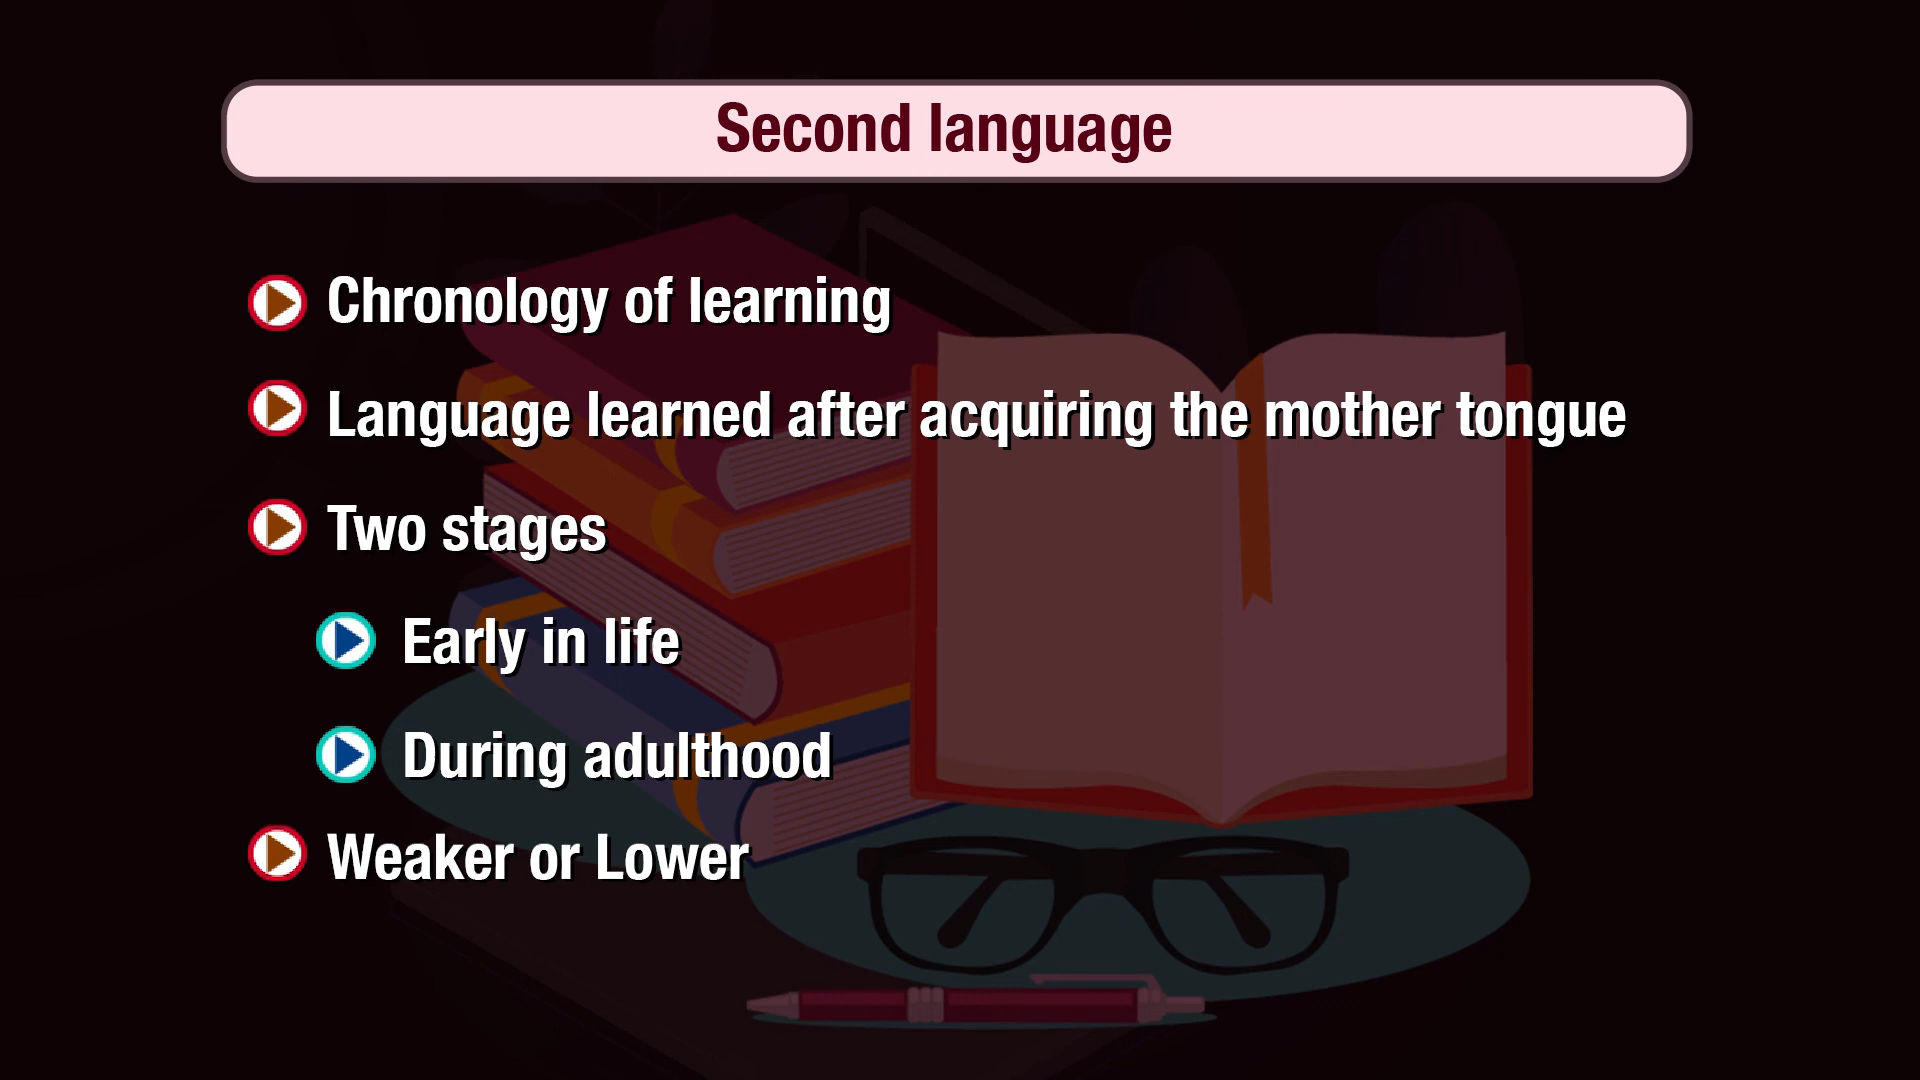 Second language
Chronology of learning
Language learned after acquiring the mother tongue
Two stages
Early in life
During adulthood
Weaker or Lower